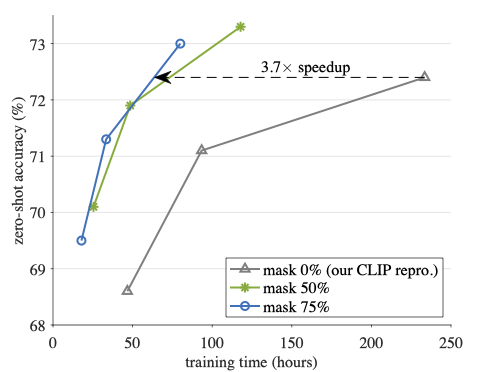 73
72
71
70
69
68
zero-shot accuracy (%)
3.7× speedup
mask 0% (our CLIP repro.)
mask 50%
mask 75%
0 50 100 150 200 250
training time (hours)